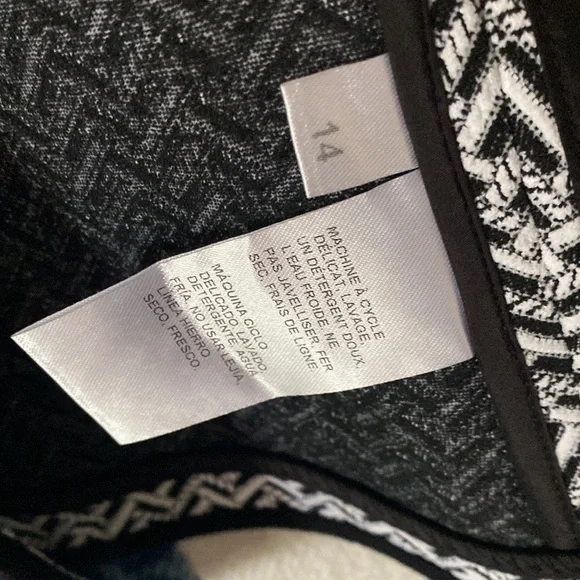 14
MACHINE À CYCLE
DÉLICAT, LAVAGE,
UN DÉTERGENT DOUX,
L'EAU FROIDE. NE
PAS JAVELLISER, FER
SEC, FRAIS DE LIGNE
MÁQUINA CICLO
DELICADO, LAVADO
DETERGENTE, AGUA
FRÍA. NO USAR LEJÍA,
LÍNEA HIERRO
SECO, FRESCO